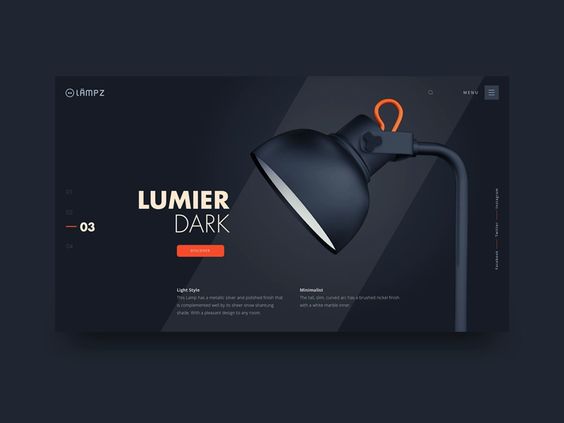 LÄMPZ
MENU
01
02
03
04
LUMIER
DARK
DISCOVER
Facebook
Twitter
Instagram
Light Style
This Lamp has a metallic silver and polished finish that
is complemented well by its sheer snow shantung
shade. With a pleasant design to any room.
Minimalist
The tall, slim, curved arc has a brushed nickel finish
with a white marble inner.